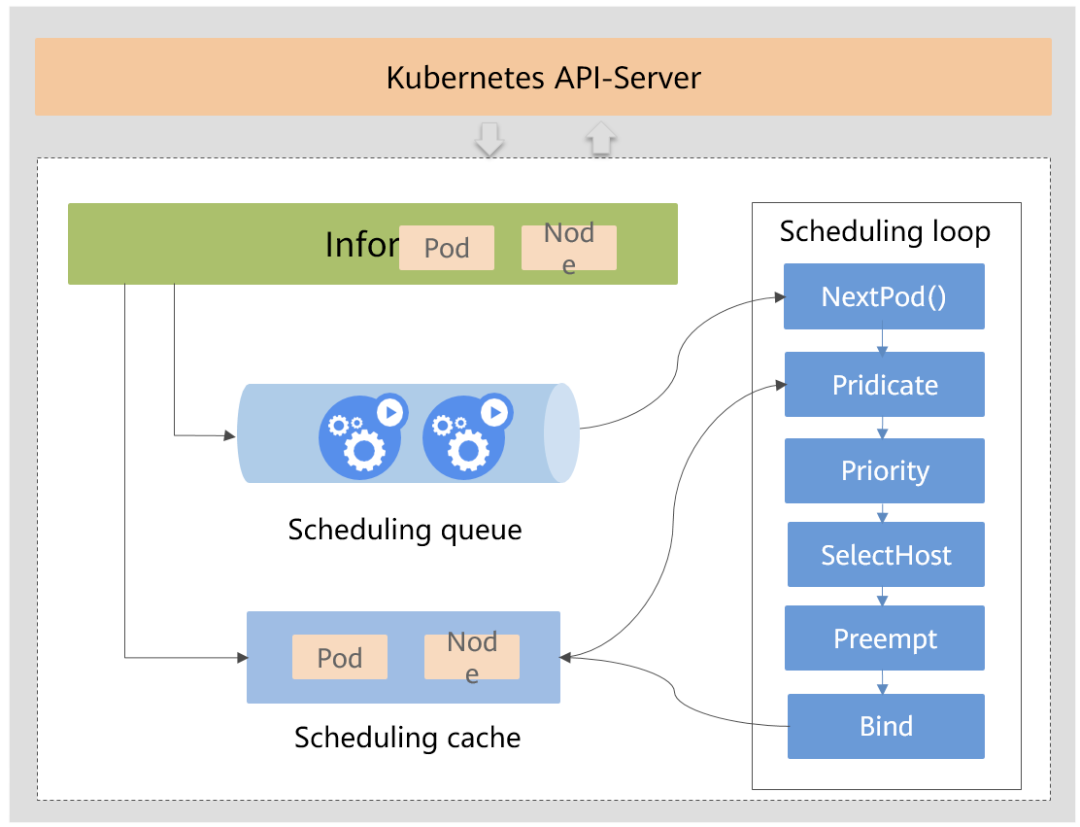 Kubernetes API-Server
Infor
Pod
Nod
e
Scheduling loop
NextPod()
Pridicate
Priority
SelectHost
Preempt
Bind
Scheduling queue
Pod
Nod
e
Scheduling cache